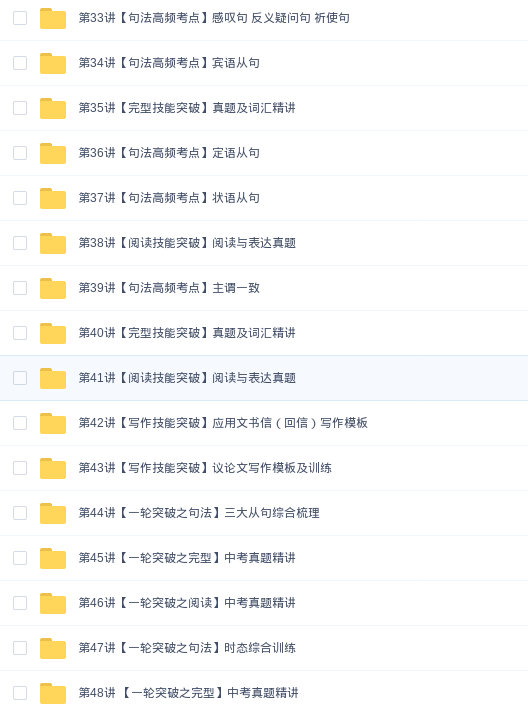 第33讲【句法高频考点】感叹句 反义疑问句 祈使句
第34讲【句法高频考点】宾语从句
第35讲【完型技能突破】真题及词汇精讲
第36讲【句法高频考点】定语从句
第37讲【句法高频考点】状语从句
第38讲【阅读技能突破】阅读与表达真题
第39讲【句法高频考点】主谓一致
第40讲【完型技能突破】真题及词汇精讲
第41讲【阅读技能突破】阅读与表达真题
第42讲【写作技能突破】应用文书信（回信）写作模板
第43讲【写作技能突破】议论文写作模板及训练
第44讲【一轮突破之句法】三大从句综合梳理
第45讲【一轮突破之完型】中考真题精讲
第46讲【一轮突破之阅读】中考真题精讲
第47讲【一轮突破之句法】时态综合训练
第48讲 【一轮突破之完型】中考真题精讲